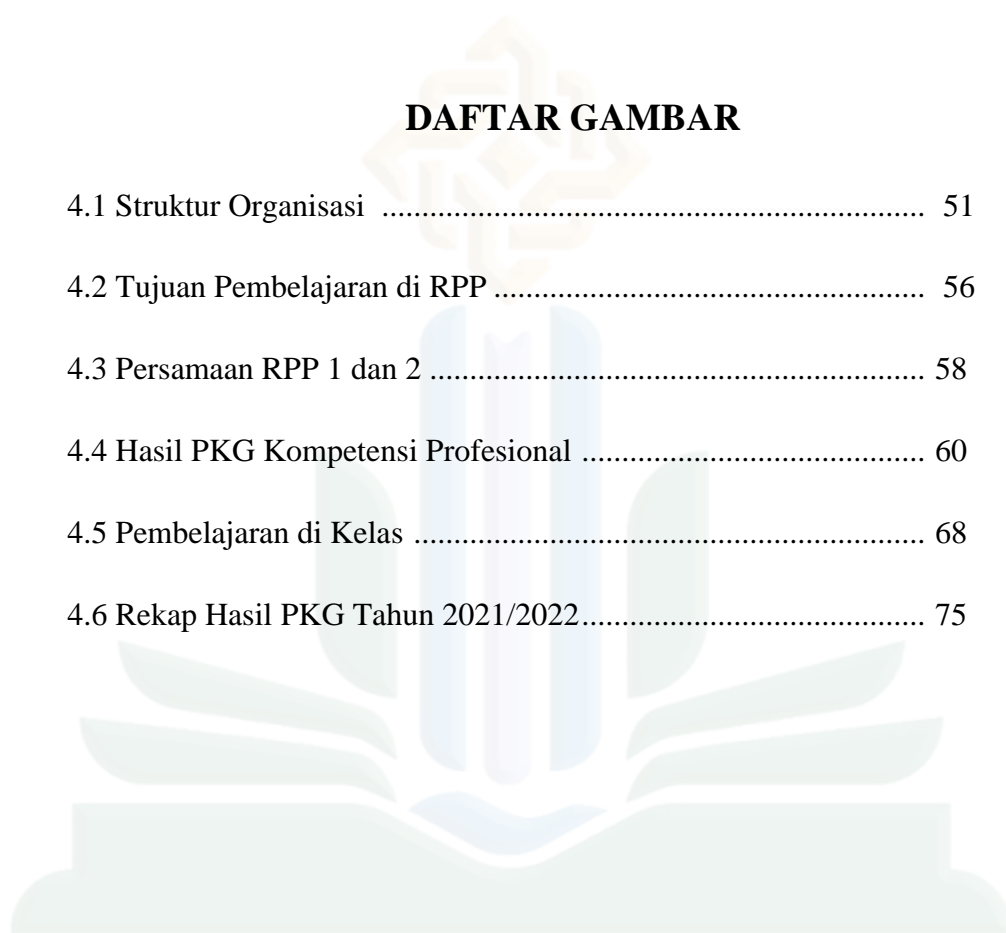 DAFTAR GAMBAR
4.1 Struktur Organisasi .................................................................... 51
4.2 Tujuan Pembelajaran di RPP ...................................................... 56
4.3 Persamaan RPP 1 dan 2 .............................................................. 58
4.4 Hasil PKG Kompetensi Profesional ........................................... 60
4.5 Pembelajaran di Kelas ................................................................ 68
4.6 Rekap Hasil PKG Tahun 2021/2022........................................... 75